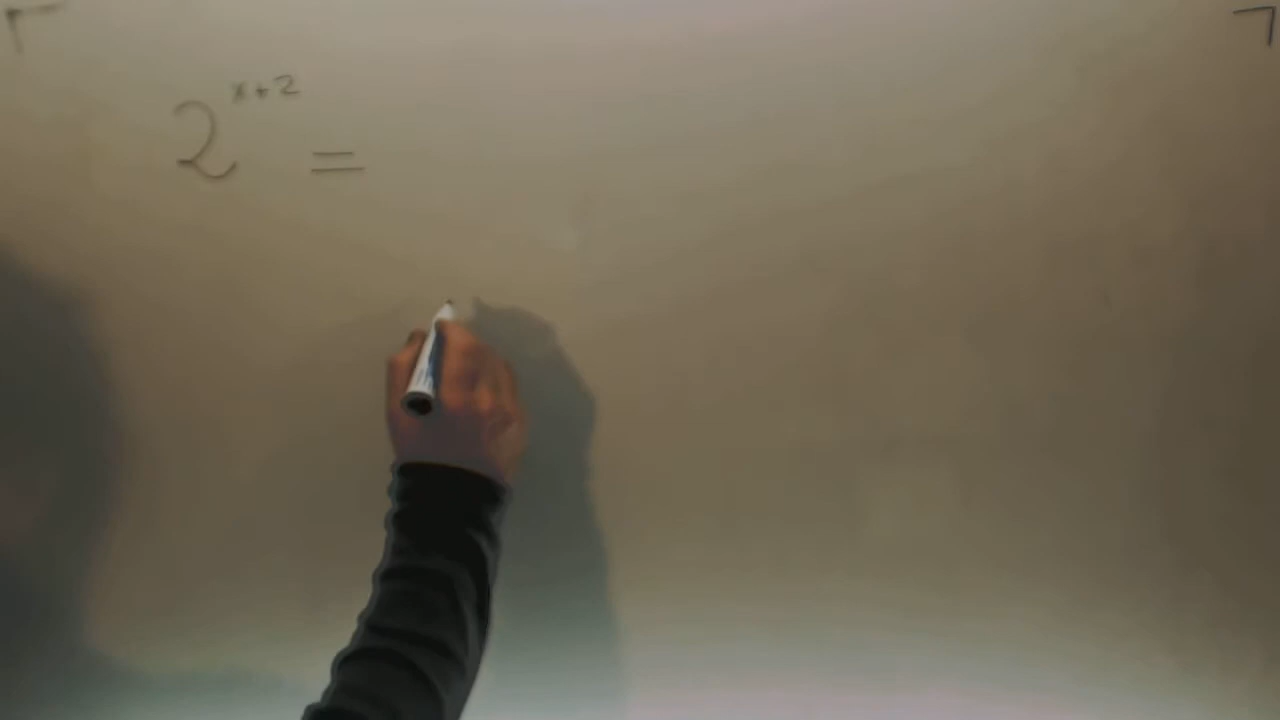 2^{x+2} =